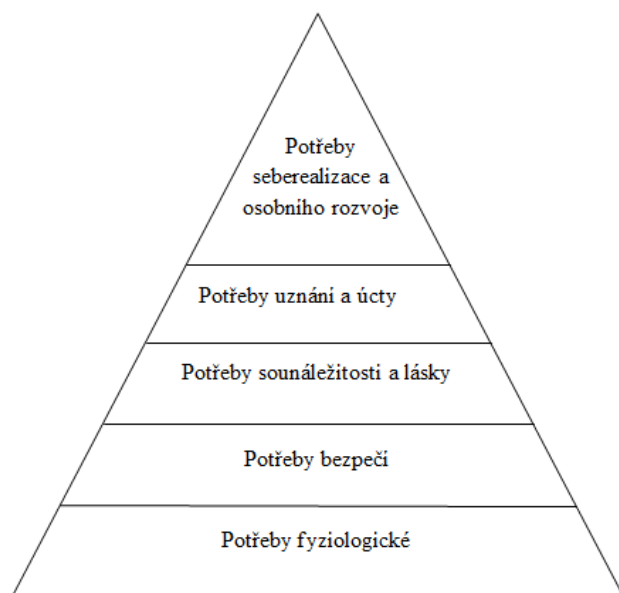 Potřeby
seberealizace a
osobního rozvoje
Potřeby uznání a úcty
Potřeby sounáležitosti a lásky
Potřeby bezpečí
Potřeby fyziologické